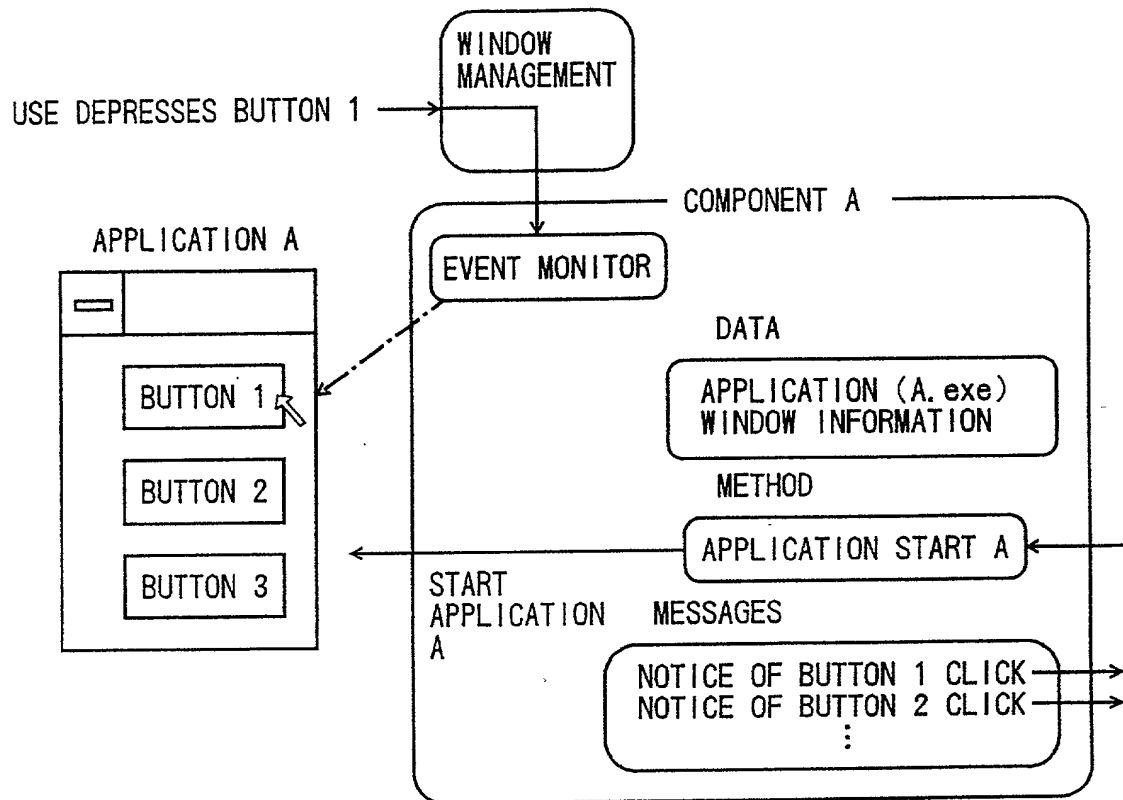 WINDOW
MANAGEMENT
USE DEPRESSES BUTTON 1
COMPONENT A
APPLICATION A
EVENT MONITOR
DATA
BUTTON 1
APPLICATION (A.exe)
WINDOW INFORMATION
BUTTON 2
METHOD
APPLICATION START A
BUTTON 3
START
APPLICATION
A
MESSAGES
NOTICE OF BUTTON 1 CLICK
NOTICE OF BUTTON 2 CLICK
⋮